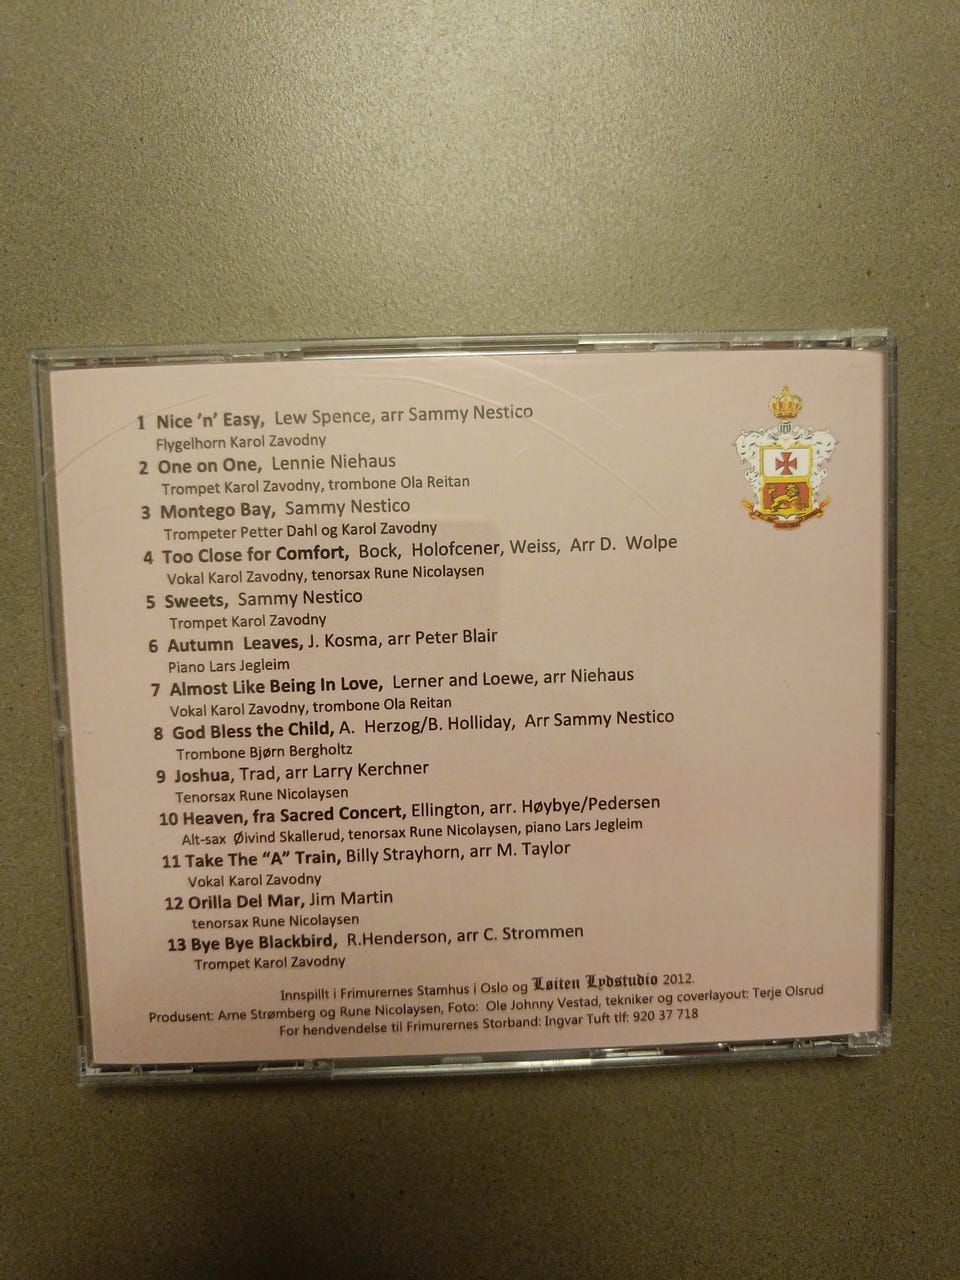 1 Nice 'n' Easy, Lew Spence, arr Sammy Nestico
Flygelhorn Karol Zavodny
2 One on One, Lennie Niehaus
Trompet Karol Zavodny, trombone Ola Reitan
3 Montego Bay, Sammy Nestico
Trompeter Petter Dahl og Karol Zavodny
4 Too Close for Comfort, Bock, Holofcener, Weiss, Arr D. Wolpe
Vokal Karol Zavodny, tenorsax Rune Nicolaysen
5 Sweets, Sammy Nestico
Trompet Karol Zavodny
6 Autumn Leaves, J. Kosma, arr Peter Blair
Piano Lars Jegleim
7 Almost Like Being In Love, Lerner and Loewe, arr Niehaus
Vokal Karol Zavodny, trombone Ola Reitan
8 God Bless the Child, A. Herzog/B. Holliday, Arr Sammy Nestico
Trombone Bjørn Bergholtz
9 Joshua, Trad, arr Larry Kerchner
Tenorsax Rune Nicolaysen
10 Heaven, fra Sacred Concert, Ellington, arr. Høybye/Pedersen
Alt-sax Øivind Skallerud, tenorsax Rune Nicolaysen, piano Lars Jegleim
11 Take The "A" Train, Billy Strayhorn, arr M. Taylor
Vokal Karol Zavodny
12 Orilla Del Mar, Jim Martin
tenorsax Rune Nicolaysen
13 Bye Bye Blackbird, R.Henderson, arr C. Strommen
Trompet Karol Zavodny
Innspillt i Frimurernes Stamhus i Oslo og Løiten Lydstudio 2012.
Produsent: Arne Strømberg og Rune Nicolaysen, Foto: Ole Johnny Vestad, tekniker og coverlayout: Terje Olsrud
For hendvendelse til Frimurernes Storband: Ingvar Tuft tlf: 920 37 718